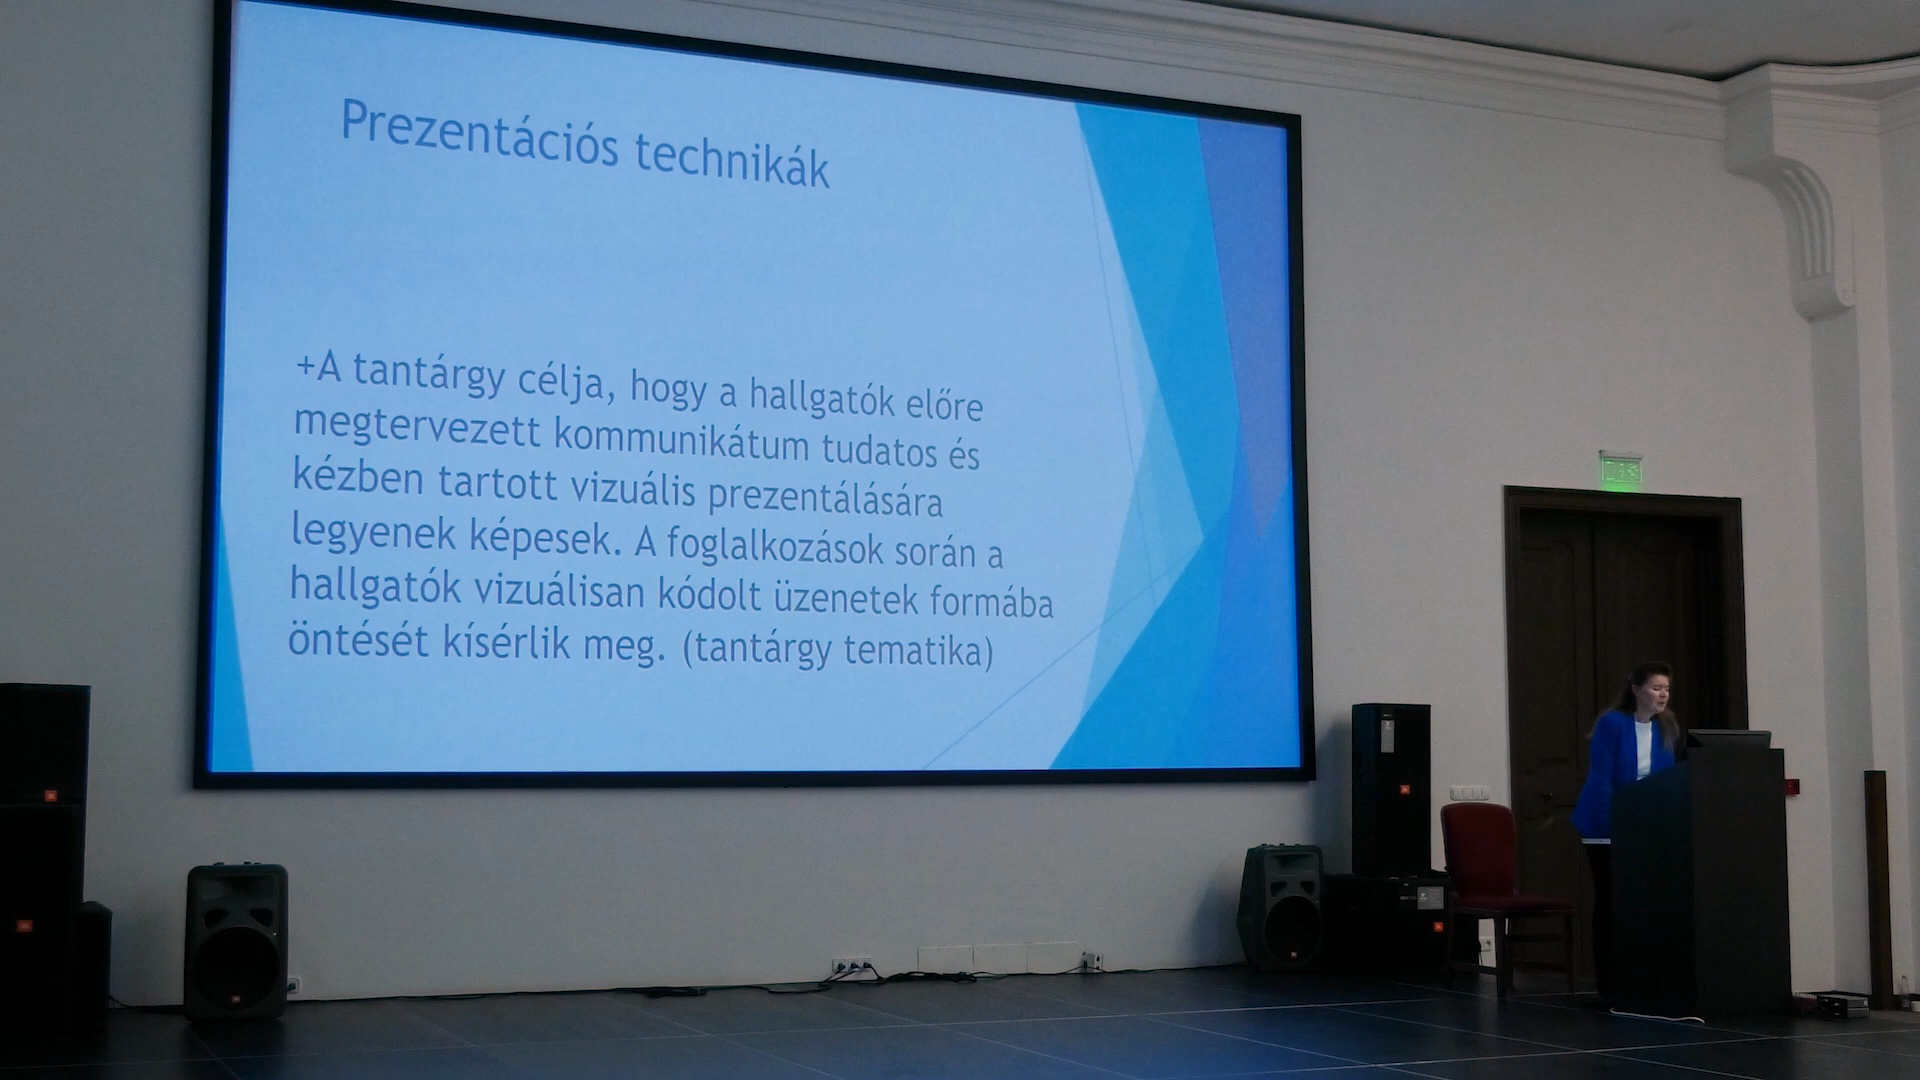 Prezentációs technikák
+A tantárgy célja, hogy a hallgatók előre
megtervezett kommunikátum tudatos és
kézben tartott vizuális prezentálására
legyenek képesek. A foglalkozások során a
hallgatók vizuálisan kódolt üzenetek formába
öntését kísérlik meg. (tantárgy tematika)